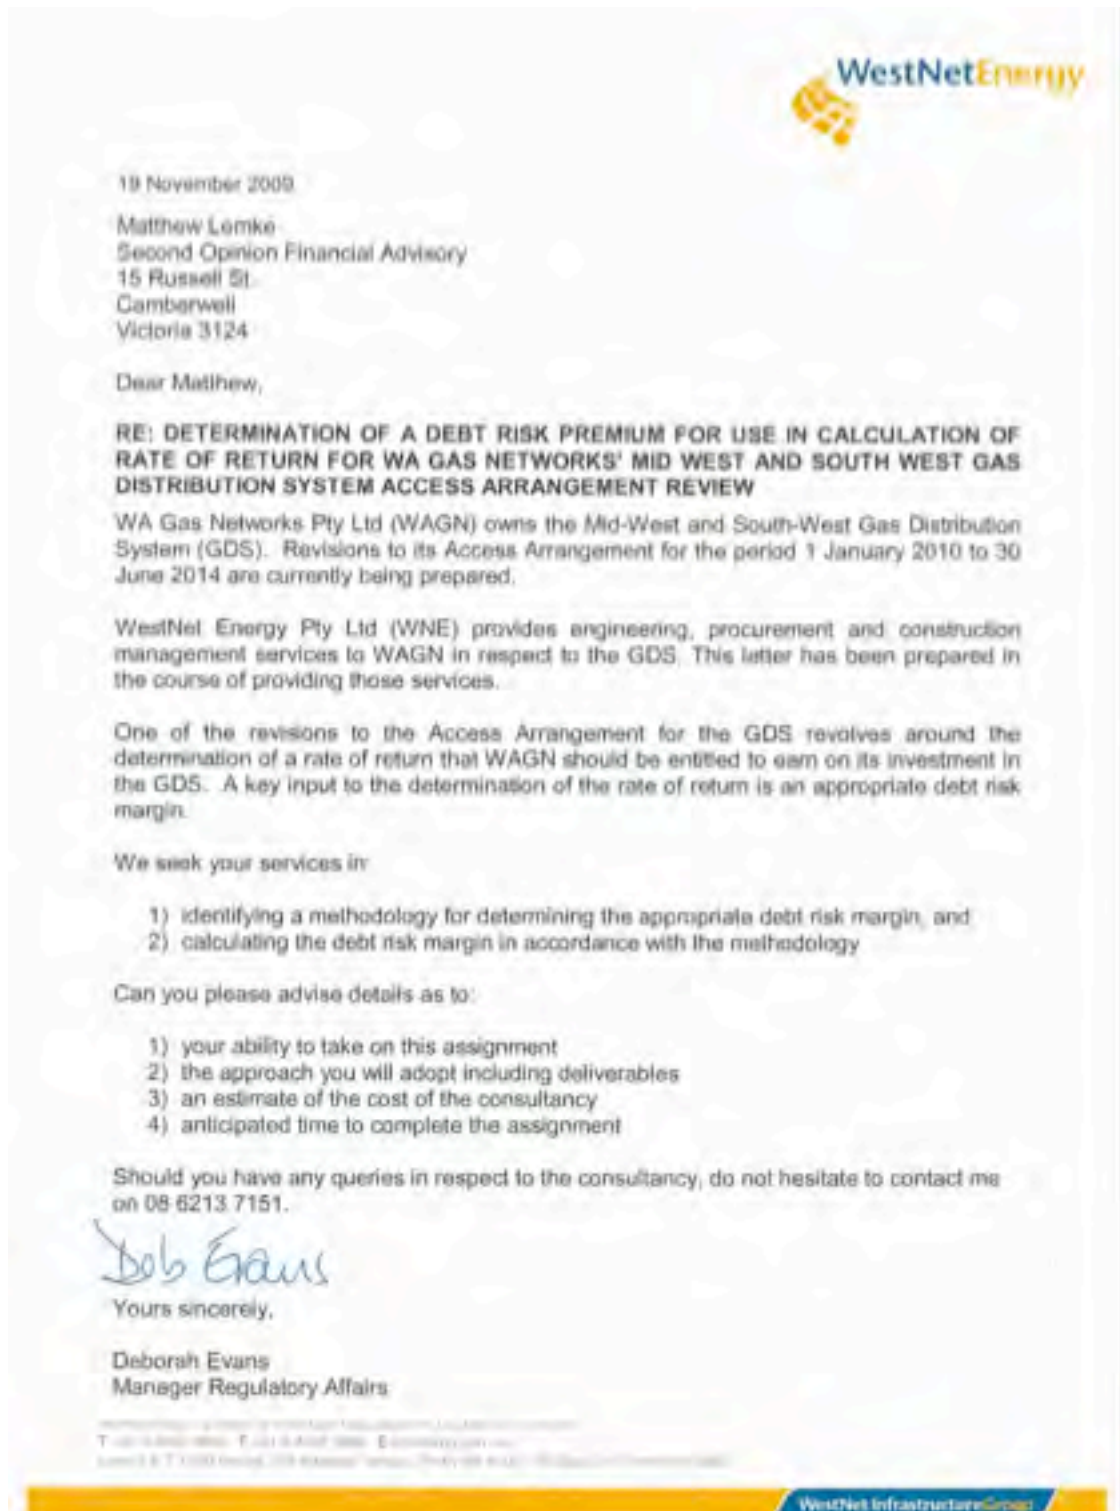 WestNetEnergy
19 November 2009
Matthew Lemke
Second Opinion Financial Advisory
15 Russell St
Camberwell
Victoria 3124
Dear Matthew,
RE: DETERMINATION OF A DEBT RISK PREMIUM FOR USE IN CALCULATION OF
RATE OF RETURN FOR WA GAS NETWORKS' MID WEST AND SOUTH WEST GAS
DISTRIBUTION SYSTEM ACCESS ARRANGEMENT REVIEW
WA Gas Networks Pty Ltd (WAGN) owns the Mid-West and South-West Gas Distribution
System (GDS). Revisions to its Access Arrangement for the period 1 January 2010 to 30
June 2014 are currently being prepared.
WestNet Energy Pty Ltd (WNE) provides engineering, procurement and construction
management services to WAGN in respect to the GDS. This letter has been prepared in
the course of providing those services.
One of the revisions to the Access Arrangement for the GDS revolves around the
determination of a rate of return that WAGN should be entitled to earn on its investment in
the GDS. A key input to the determination of the rate of return is an appropriate debt risk
margin.
We seek your services in:
1) identifying a methodology for determining the appropriate debt risk margin, and
2) calculating the debt risk margin in accordance with the methodology
Can you please advise details as to:
1) your ability to take on this assignment
2) the approach you will adopt including deliverables
3) an estimate of the cost of the consultancy
4) anticipated time to complete the assignment
Should you have any queries in respect to the consultancy, do not hesitate to contact me
on 08 6213 7151.
Deb Evans
Yours sincerely,
Deborah Evans
Manager Regulatory Affairs
WestNet InfrastructureGroup